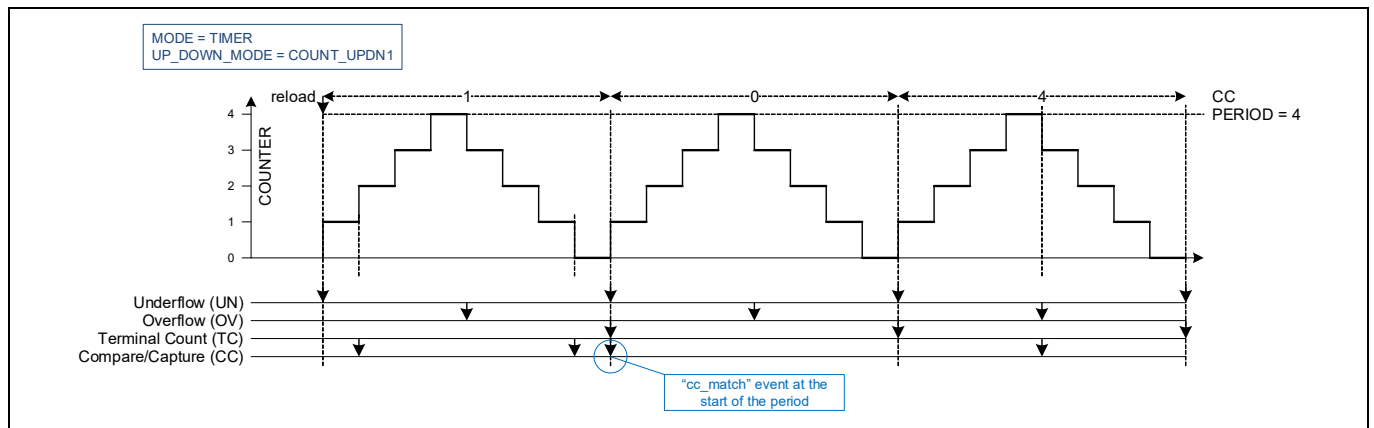 MODE = TIMER
UP_DOWN_MODE = COUNT_UPDN1
reload 1 0 4 CC
PERIOD = 4
4
3
2
1
0
COUNTER
Underflow (UN)
Overflow (OV)
Terminal Count (TC)
Compare/Capture (CC)
“cc_match” event at the
start of the period